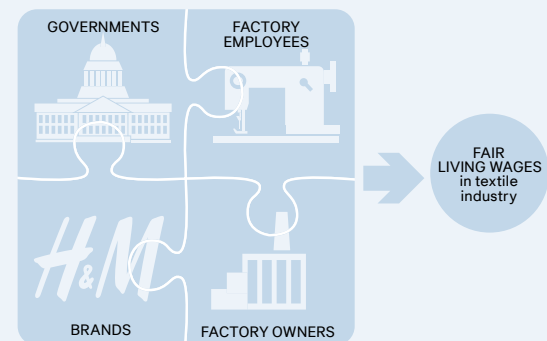 GOVERNMENTS
FACTORY
EMPLOYEES
H&M
BRANDS
FACTORY OWNERS
FAIR
LIVING WAGES
in textile
industry